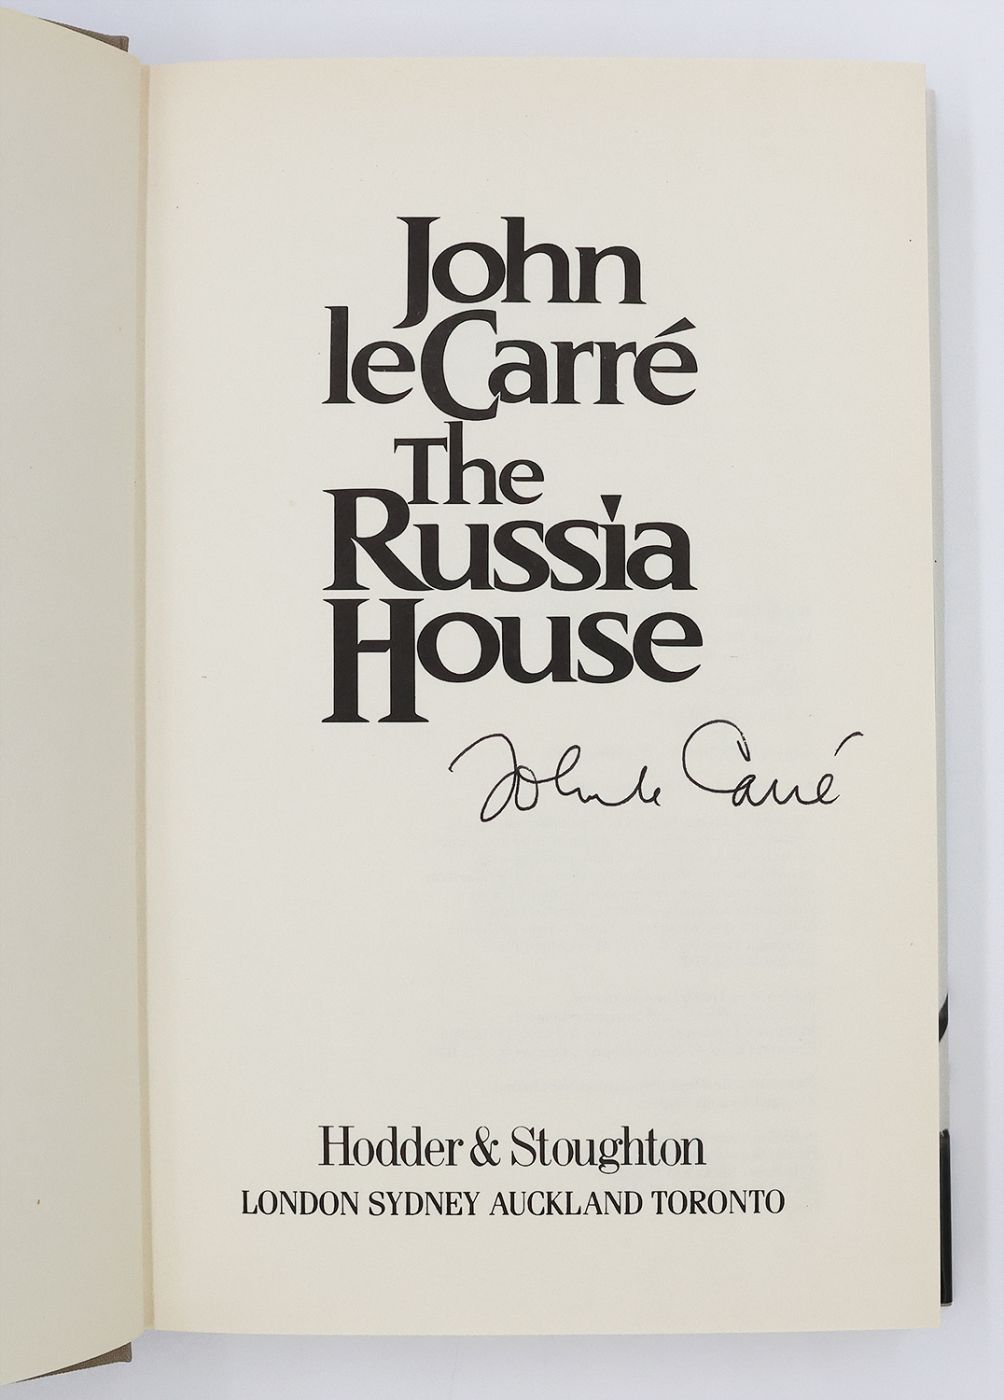 John
le Carré
The
Russia
House
John le Carré
Hodder & Stoughton
LONDON SYDNEY AUCKLAND TORONTO